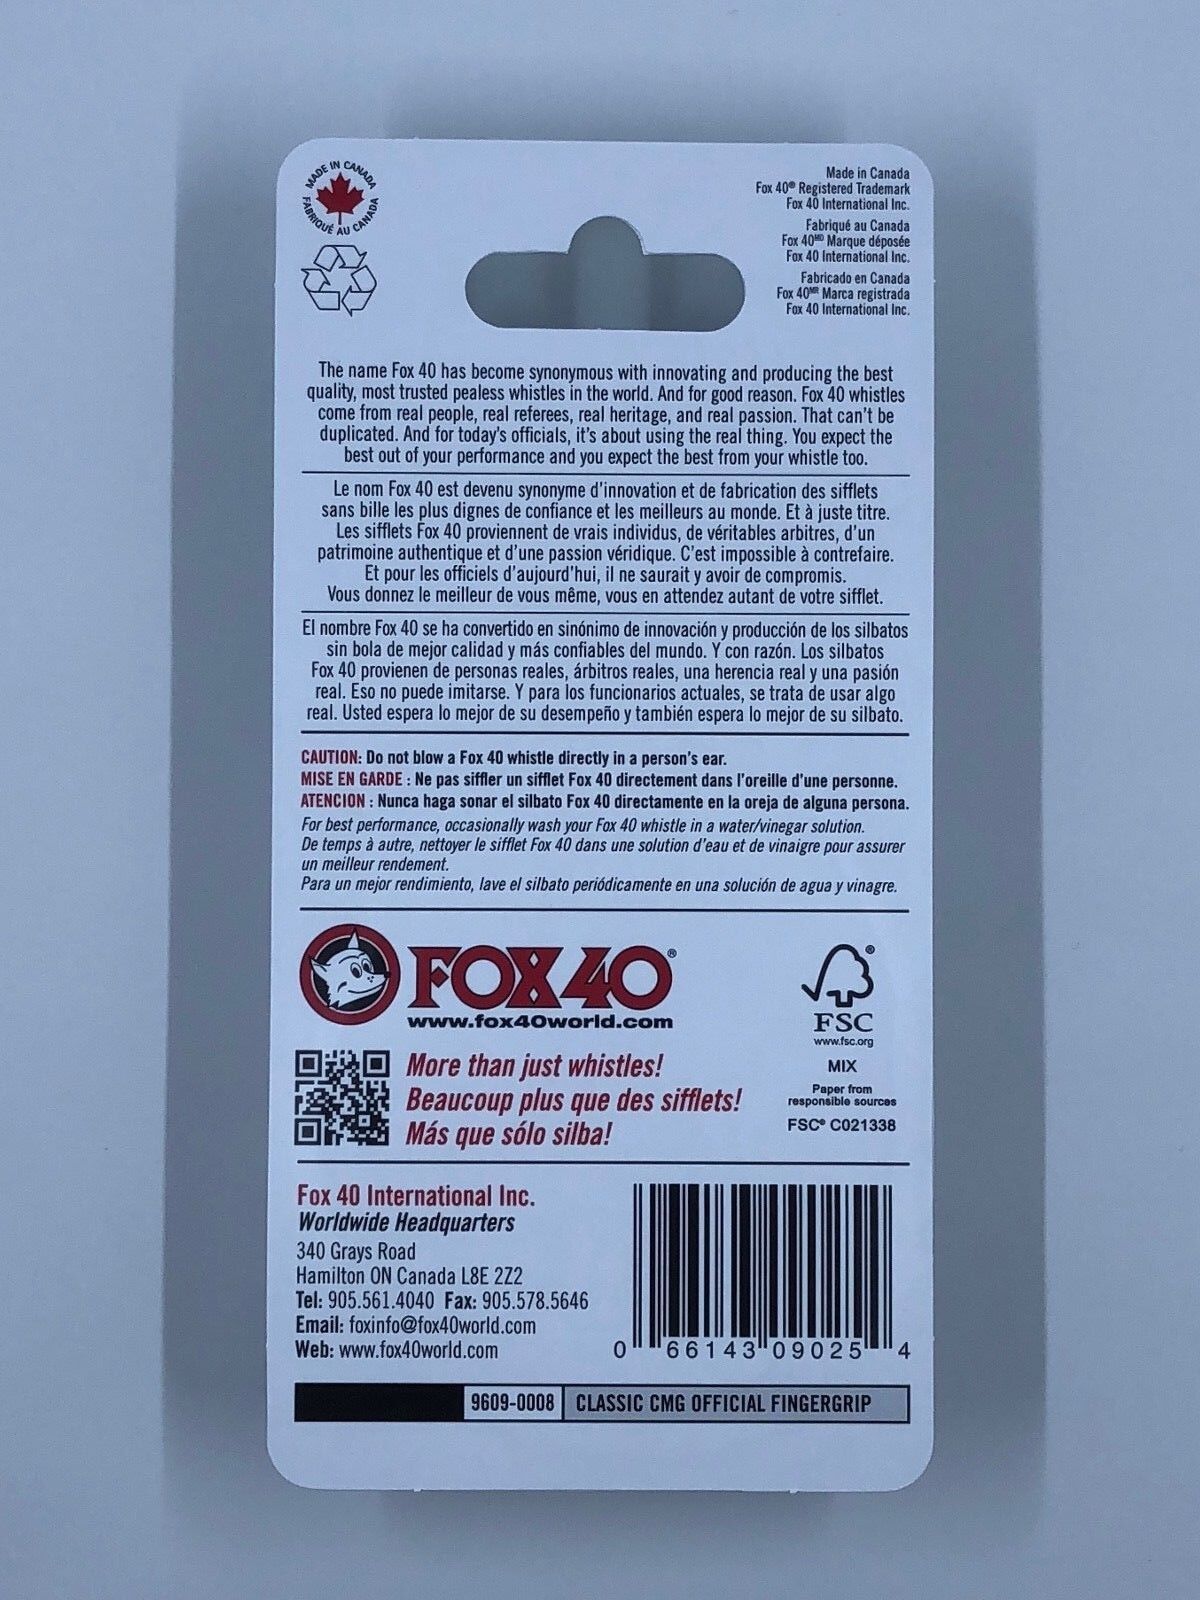 MADE IN CANADA
FABRIQUÉ AU CANADA
Made in Canada
Fox 40® Registered Trademark
Fox 40 International Inc.
Fabriqué au Canada
Fox 40ᴹᴰ Marque déposée
Fox 40 International Inc.
Fabricado en Canada
Fox 40ᴹᴿ Marca registrada
Fox 40 International Inc.
The name Fox 40 has become synonymous with innovating and producing the best
quality, most trusted pealess whistles in the world. And for good reason. Fox 40 whistles
come from real people, real referees, real heritage, and real passion. That can't be
duplicated. And for today's officials, it's about using the real thing. You expect the
best out of your performance and you expect the best from your whistle too.
Le nom Fox 40 est devenu synonyme d'innovation et de fabrication des sifflets
sans bille les plus dignes de confiance et les meilleurs au monde. Et à juste titre.
Les sifflets Fox 40 proviennent de vrais individus, de véritables arbitres, d'un
patrimoine authentique et d'une passion véridique. C'est impossible à contrefaire.
Et pour les officiels d'aujourd'hui, il ne saurait y avoir de compromis.
Vous donnez le meilleur de vous même, vous en attendez autant de votre sifflet.
El nombre Fox 40 se ha convertido en sinónimo de innovación y producción de los silbatos
sin bola de mejor calidad y más confiables del mundo. Y con razón. Los silbatos
Fox 40 provienen de personas reales, árbitros reales, una herencia real y una pasión
real. Eso no puede imitarse. Y para los funcionarios actuales, se trata de usar algo
real. Usted espera lo mejor de su desempeño y también espera lo mejor de su silbato.
CAUTION: Do not blow a Fox 40 whistle directly in a person's ear.
MISE EN GARDE : Ne pas siffler un sifflet Fox 40 directement dans l'oreille d'une personne.
ATENCION : Nunca haga sonar el silbato Fox 40 directamente en la oreja de alguna persona.
For best performance, occasionally wash your Fox 40 whistle in a water/vinegar solution.
De temps à autre, nettoyer le sifflet Fox 40 dans une solution d'eau et de vinaigre pour assurer
un meilleur rendement.
Para un mejor rendimiento, lave el silbato periódicamente en una solución de agua y vinagre.
FOX 40®
www.fox40world.com
More than just whistles!
Beaucoup plus que des sifflets!
Más que sólo silba!
®
FSC
www.fsc.org
MIX
Paper from
responsible sources
FSC® C021338
Fox 40 International Inc.
Worldwide Headquarters
340 Grays Road
Hamilton ON Canada L8E 2Z2
Tel: 905.561.4040 Fax: 905.578.5646
Email: foxinfo@fox40world.com
Web: www.fox40world.com
0 66143 09025 4
9609-0008 CLASSIC CMG OFFICIAL FINGERGRIP